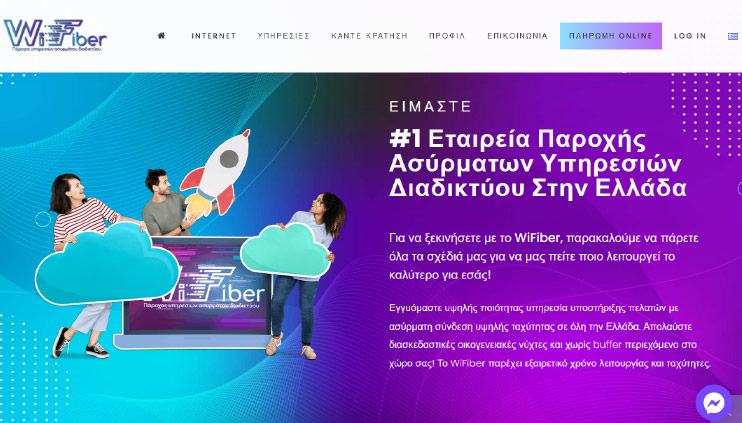 WiFiber
Πάροχος υπηρεσιών ασυρμάτου διαδικτύου.
INTERNET ΥΠΗΡΕΣΙΕΣ ΚΑΝΤΕ ΚΡΑΤΗΣΗ ΠΡΟΦΙΛ ΕΠΙΚΟΙΝΩΝΙΑ ΠΛΗΡΩΜΗ ONLINE LOG IN
ΕΙΜΑΣΤΕ
#1 Εταιρεία Παροχής
Ασύρματων Υπηρεσιών
Διαδικτύου Στην Ελλάδα
Για να ξεκινήσετε με το WiFiber, παρακαλούμε να πάρετε
όλα τα σχέδιά μας για να μας πείτε ποιο λειτουργεί το
καλύτερο για εσάς!
Εγγυόμαστε υψηλής ποιότητας υπηρεσία υποστήριξης πελατών με
ασύρματη σύνδεση υψηλής ταχύτητας σε όλη την Ελλάδα. Απολαύστε
διασκεδαστικές οικογενειακές νύχτες και χωρίς buffer περιεχόμενο στο
χώρο σας! Το WiFiber παρέχει εξαιρετικό χρόνο λειτουργίας και ταχύτητες.
WiFiber
Πάροχος υπηρεσιών ασυρμάτου διαδικτύου